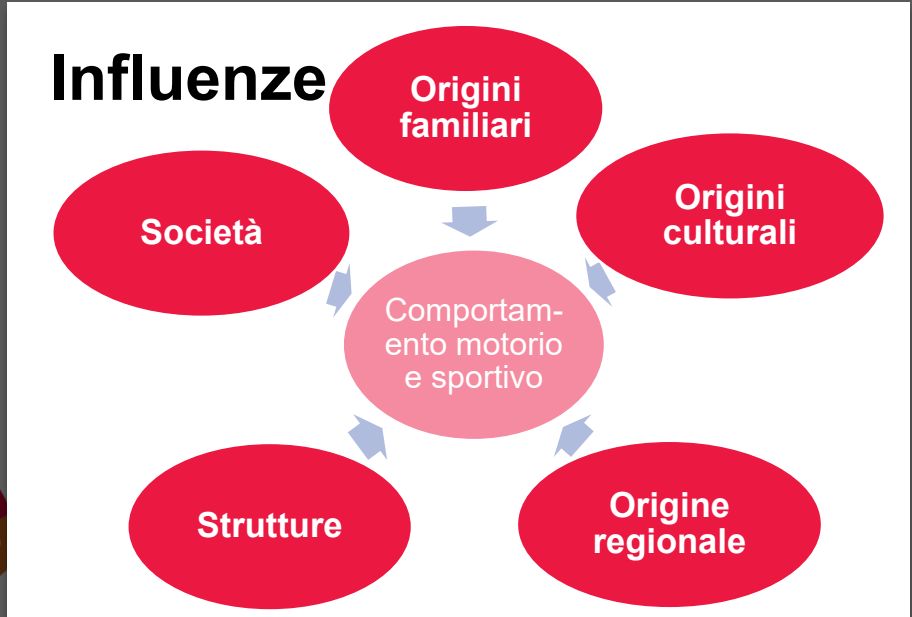 Influenze
Origini
familiari
Origini
culturali
Società
Comportam-
ento motorio
e sportivo
Strutture
Origine
regionale